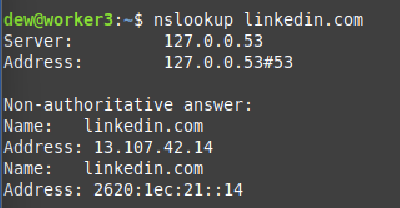 dew@worker3:~$ nslookup linkedin.com
Server:         127.0.0.53
Address:        127.0.0.53#53

Non-authoritative answer:
Name:   linkedin.com
Address: 13.107.42.14
Name:   linkedin.com
Address: 2620:1ec:21::14